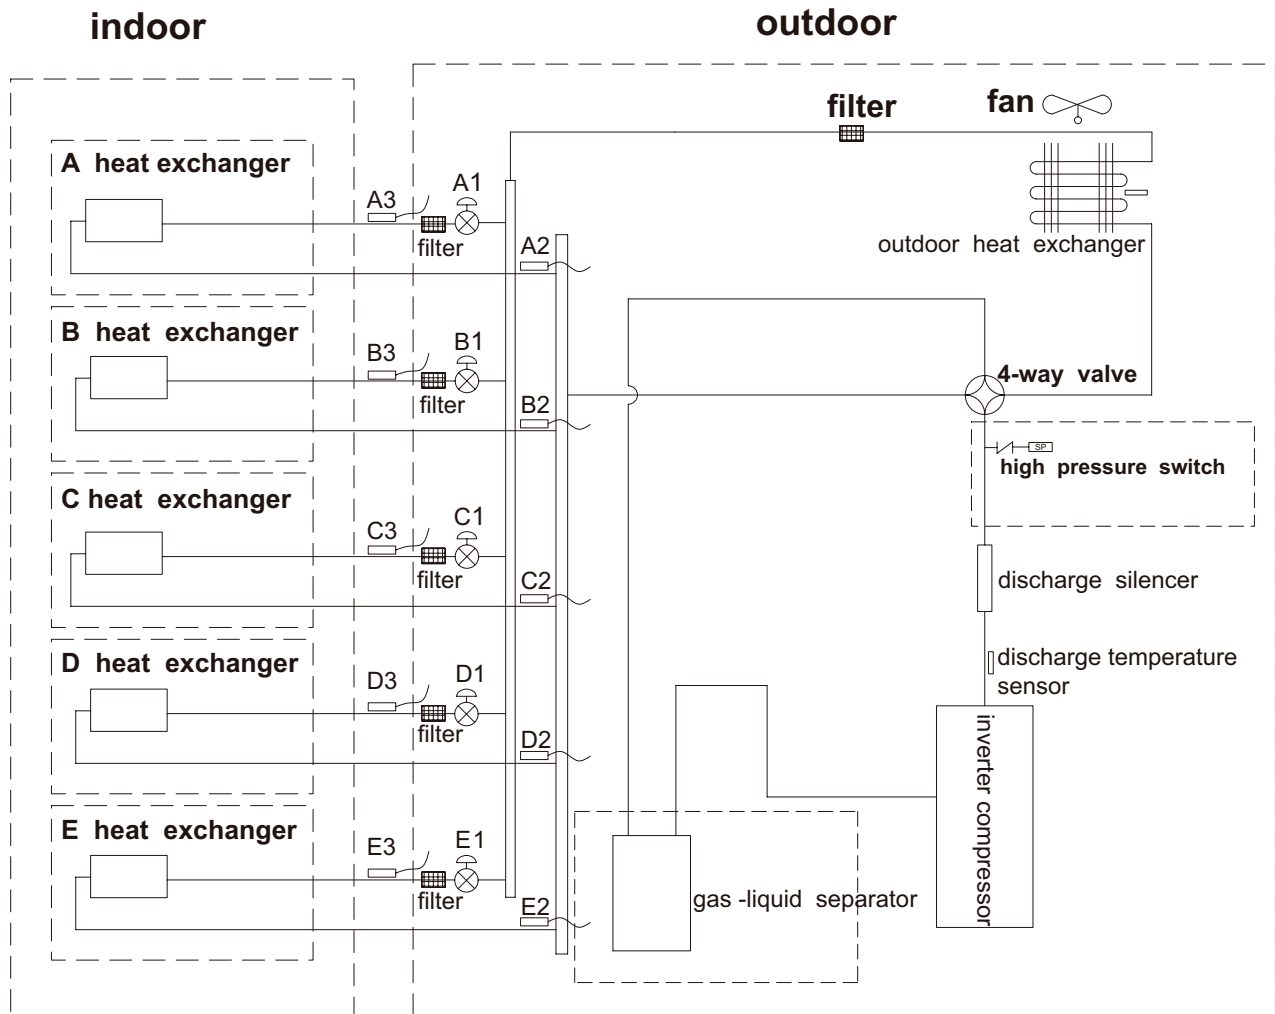 indoor
outdoor
filter
fan
A heat exchanger
A3
A1
filter
A2
outdoor heat exchanger
B heat exchanger
B3
B1
filter
B2
4-way valve
SP
high pressure switch
C heat exchanger
C3
C1
filter
C2
discharge silencer
D heat exchanger
D3
D1
filter
D2
discharge temperature
sensor
inverter compressor
E heat exchanger
E3
E1
filter
E2
gas -liquid separator